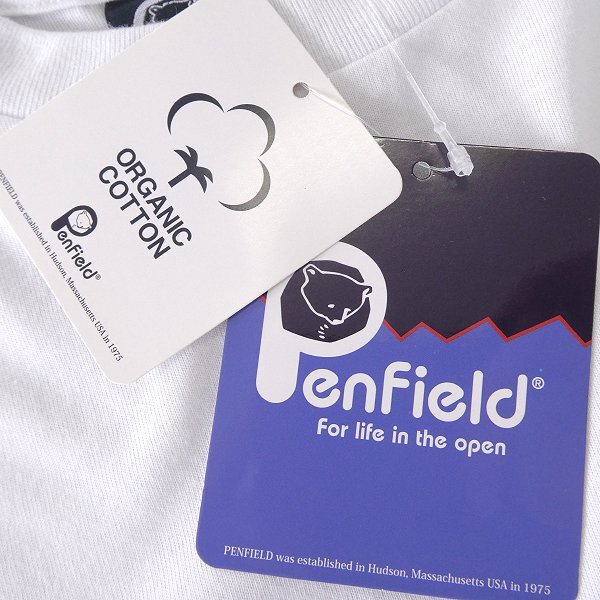 ORGANIC
COTTON
Penfield®
PENFIELD was established in Hudson, Massachusetts USA in 1975
Penfield®
For life in the open
PENFIELD was established in Hudson, Massachusetts USA in 1975